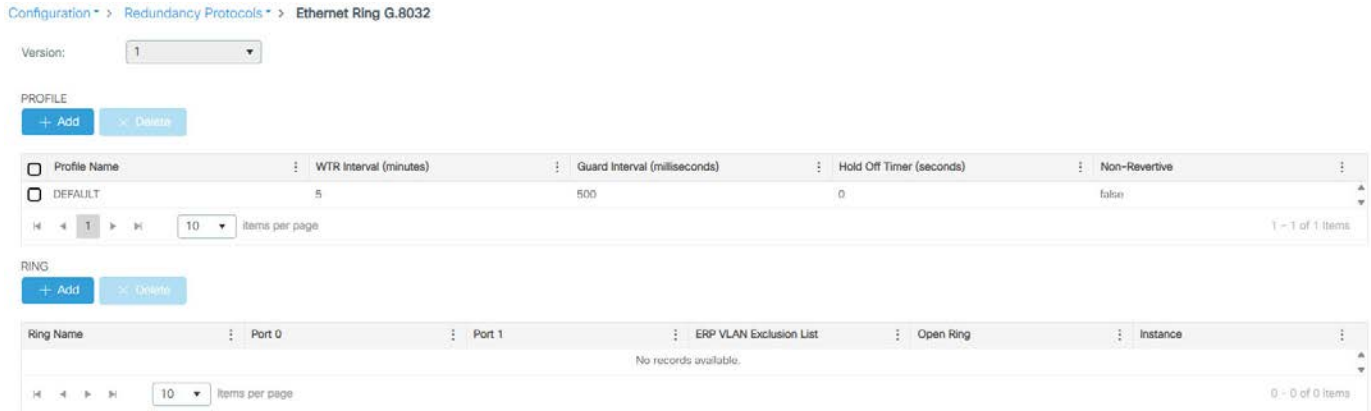 Configuration > Redundancy Protocols > Ethernet Ring G.8032
Version: 1
PROFILE
+ Add × Delete
Profile Name WTR Interval (minutes) Guard Interval (milliseconds) Hold Off Timer (seconds) Non-Revertive
DEFAULT 5 500 0 false
1 10 items per page 1 - 1 of 1 items
RING
+ Add × Delete
Ring Name Port 0 Port 1 ERP VLAN Exclusion List Open Ring Instance
No records available.
10 items per page 0 - 0 of 0 items